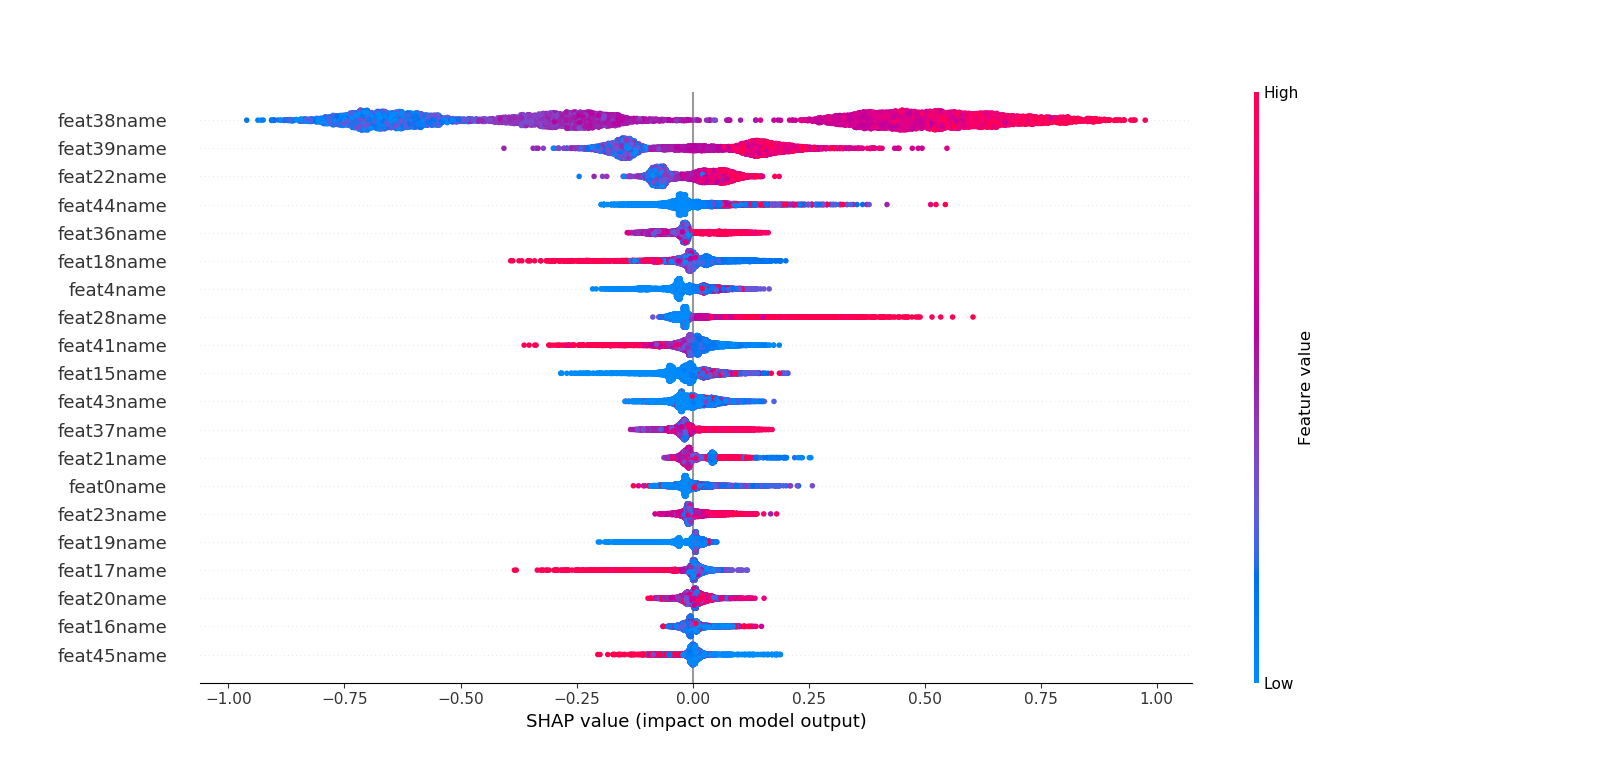 High
feat38name
feat39name
feat22name
feat44name
feat36name
feat18name
feat4name
feat28name
feat41name
feat15name
feat43name
feat37name
feat21name
feat0name
feat23name
feat19name
feat17name
feat20name
feat16name
feat45name
Feature value
Low
−1.00 −0.75 −0.50 −0.25 0.00 0.25 0.50 0.75 1.00
SHAP value (impact on model output)